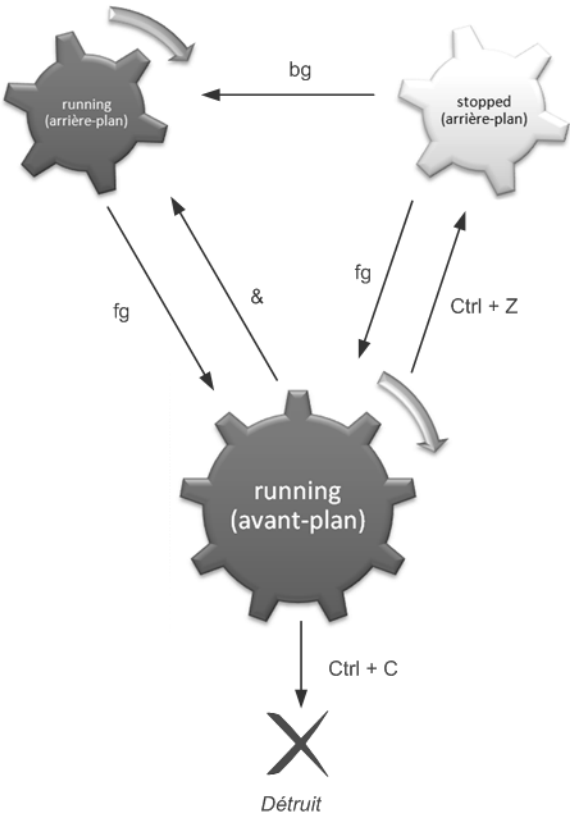 bg
running
(arrière-plan)
stopped
(arrière-plan)
fg
&
fg
Ctrl + Z
running
(avant-plan)
Ctrl + C
Détruit